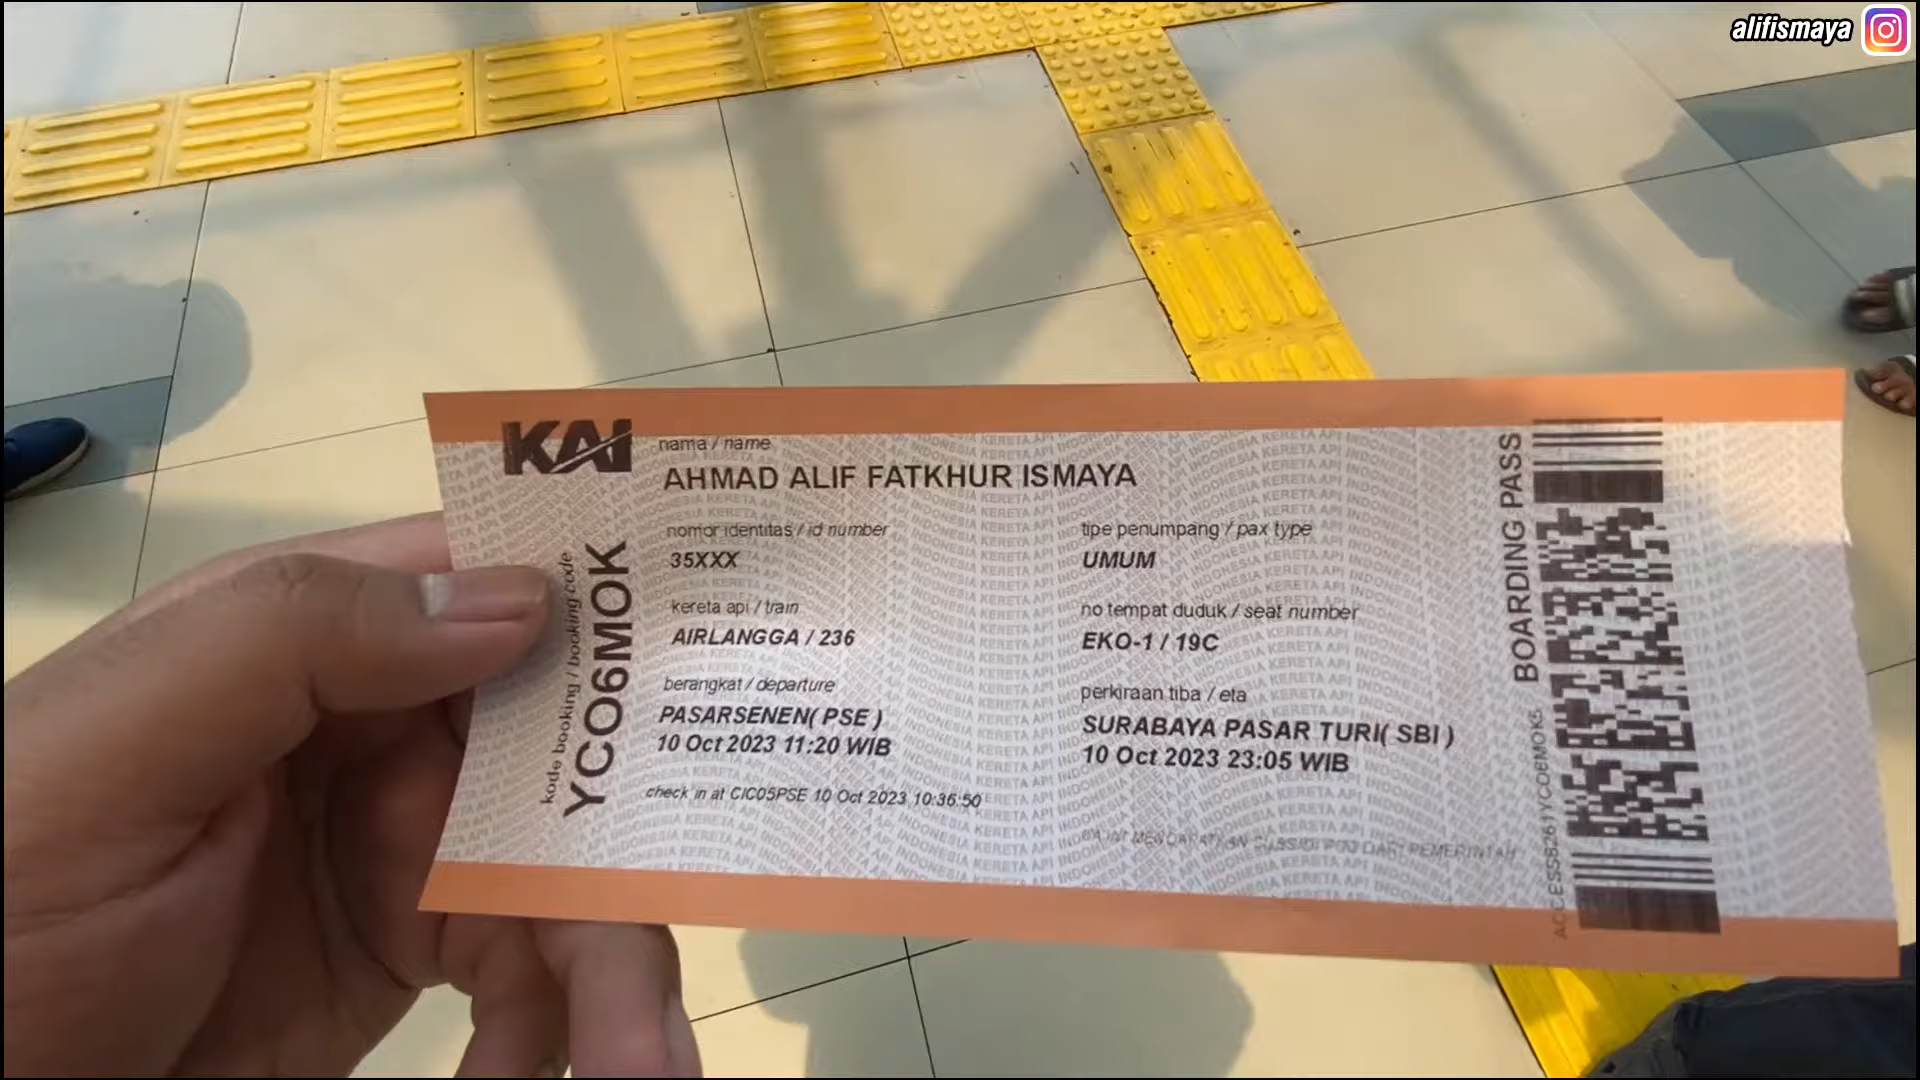 alifismaya
KAI
nama / name
AHMAD ALIF FATKHUR ISMAYA
nomor identitas / id number
35XXX
tipe penumpang / pax type
UMUM
kereta api / train
AIRLANGGA / 236
no tempat duduk / seat number
EKO-1 / 19C
berangkat / departure
PASARSENEN( PSE )
10 Oct 2023 11:20 WIB
perkiraan tiba / eta
SURABAYA PASAR TURI( SBI )
10 Oct 2023 23:05 WIB
check in at CIC05PSE 10 Oct 2023 10:36:50
kode booking / booking code
YCO6MOK
BOARDING PASS